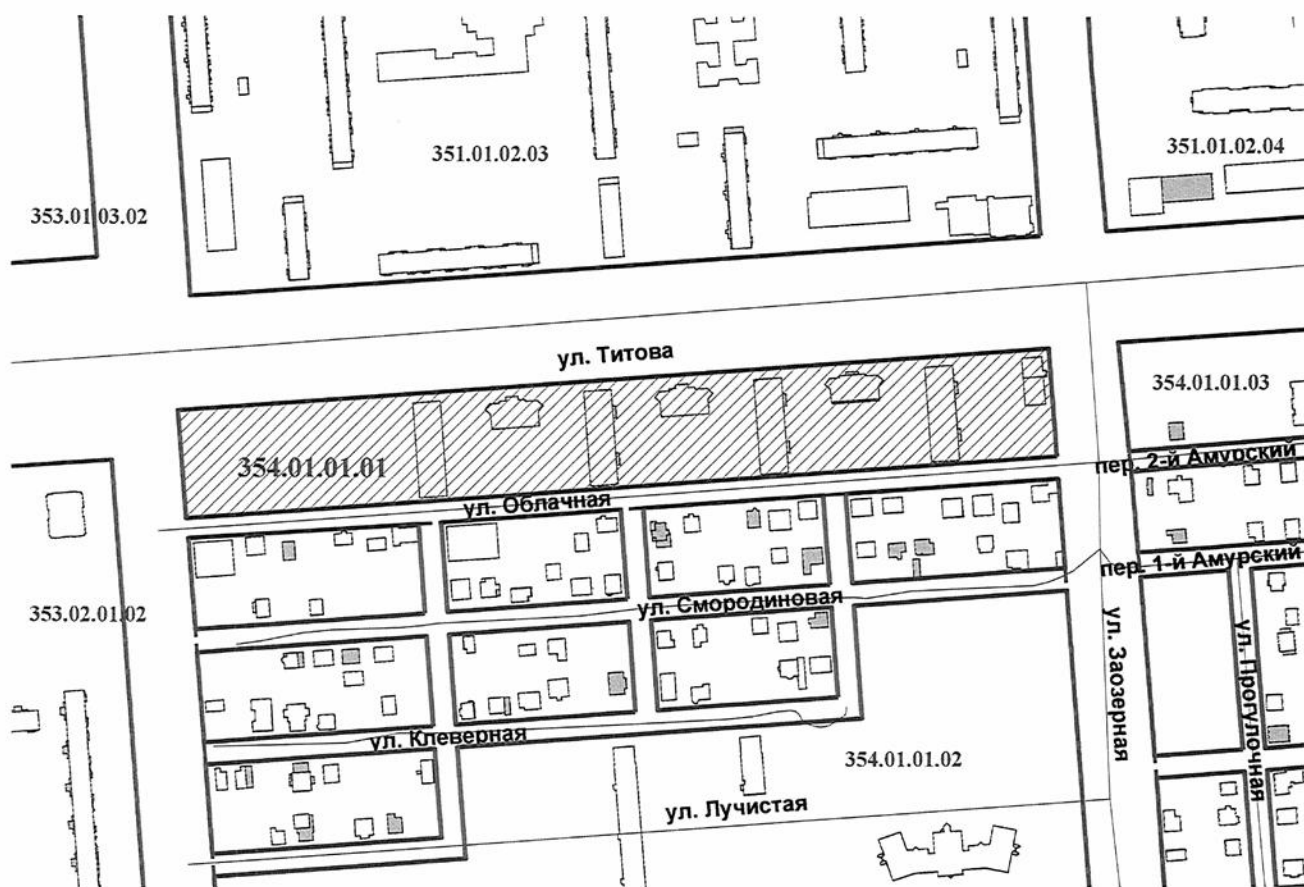 351.01.02.03
351.01.02.04
353.01.03.02
ул. Титова
354.01.01.03
354.01.01.01
пер. 2-й Амурский
ул. Облачная
пер. 1-й Амурский
ул. Смородиновая
353.02.01.02
ул. Заозерная
ул. Прогулочная
ул. Клеверная
354.01.01.02
ул. Лучистая